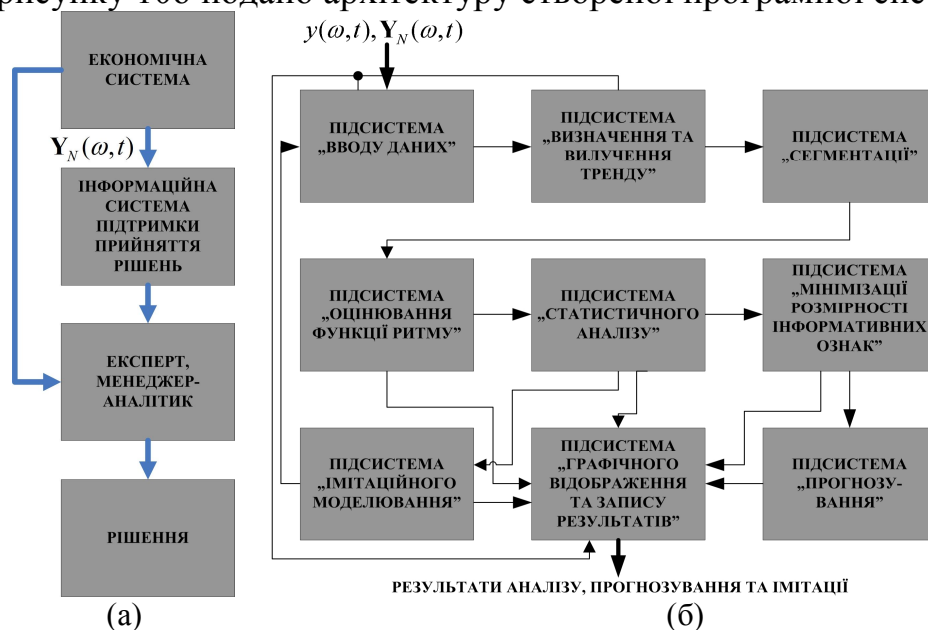 рисунку 10б подано архітектуру створеної програмної
ЕКОНОМІЧНА
СИСТЕМА
Y_N(ω,t)
ІНФОРМАЦІЙНА
СИСТЕМА
ПІДТРИМКИ
ПРИЙНЯТТЯ
РІШЕНЬ
ЕКСПЕРТ,
МЕНЕДЖЕР-
АНАЛІТИК
РІШЕННЯ
(а)
y(ω,t), Y_N(ω,t)
ПІДСИСТЕМА
„ВВОДУ ДАНИХ”
ПІДСИСТЕМА
„ВИЗНАЧЕННЯ ТА
ВИЛУЧЕННЯ
ТРЕНДУ”
ПІДСИСТЕМА
„СЕГМЕНТАЦІЇ”
ПІДСИСТЕМА
„ОЦІНЮВАННЯ
ФУНКЦІЇ РИТМУ”
ПІДСИСТЕМА
„СТАТИСТИЧНОГО
АНАЛІЗУ”
ПІДСИСТЕМА
„МІНІМІЗАЦІЇ
РОЗМІРНОСТІ
ІНФОРМАТИВНИХ
ОЗНАК”
ПІДСИСТЕМА
„ІМІТАЦІЙНОГО
МОДЕЛЮВАННЯ”
ПІДСИСТЕМА
„ГРАФІЧНОГО
ВІДОБРАЖЕННЯ
ТА ЗАПИСУ
РЕЗУЛЬТАТІВ”
ПІДСИСТЕМА
„ПРОГНОЗУ-
ВАННЯ”
РЕЗУЛЬТАТИ АНАЛІЗУ, ПРОГНОЗУВАННЯ ТА ІМІТАЦІЇ
(б)